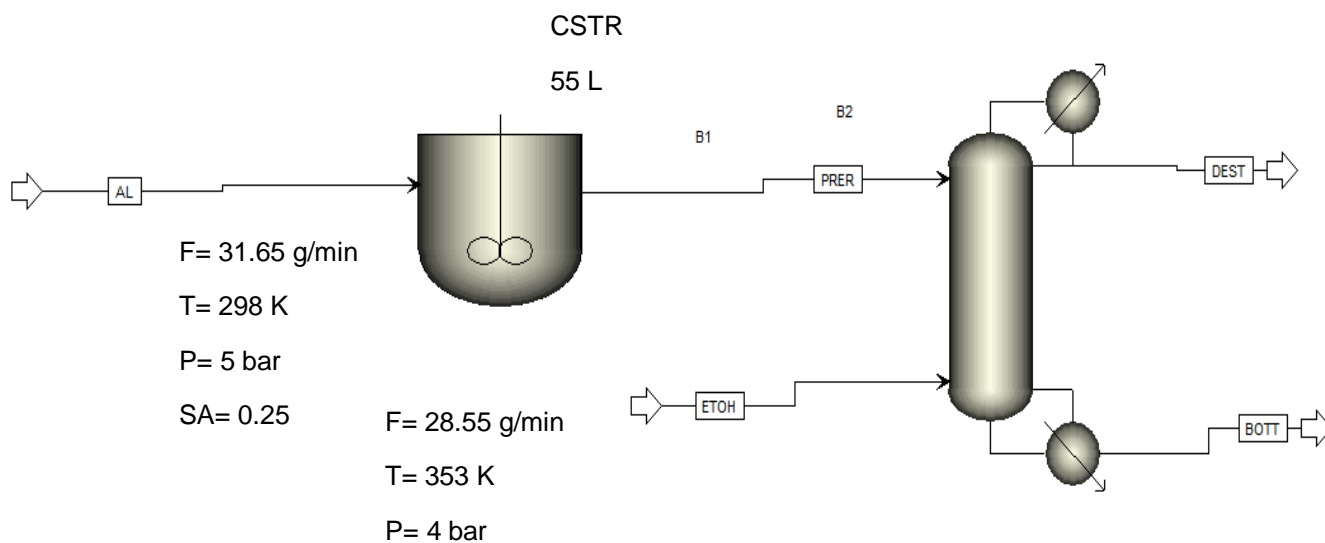 CSTR
55 L
B1
B2
AL
PRER
DEST
F= 31.65 g/min
T= 298 K
P= 5 bar
SA= 0.25
ETOH
F= 28.55 g/min
T= 353 K
P= 4 bar
BOTT